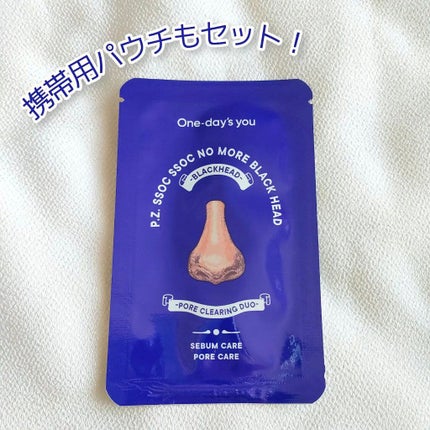 携帯用パウチもセット！
One-day's you
P.Z. SSOC SSOC NO MORE BLACK HEAD
-BLACKHEAD-
-PORE CLEARING DUO-
SEBUM CARE
PORE CARE